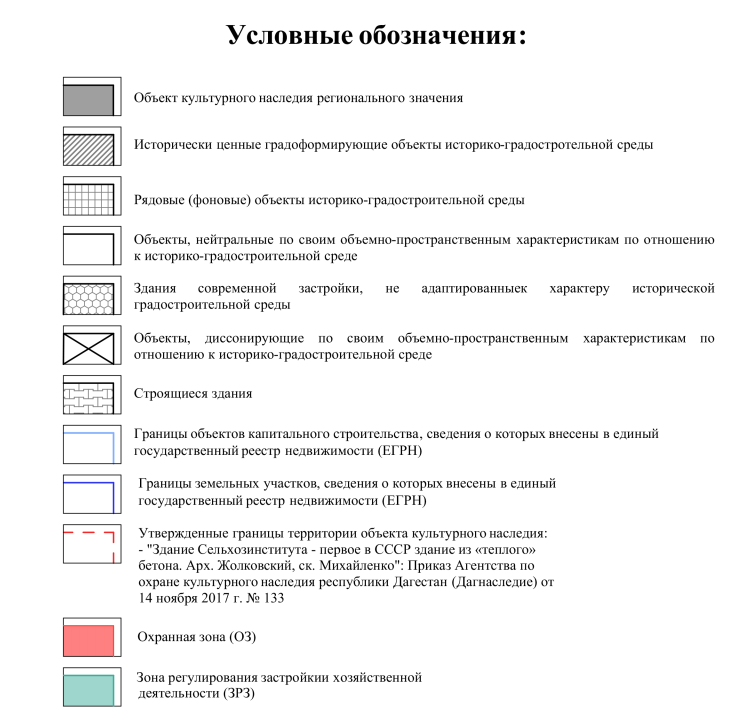 Условные обозначения:
Объект культурного наследия регионального значения
Исторически ценные градоформирующие объекты историко-градостротельной среды
Рядовые (фоновые) объекты историко-градостроительной среды
Объекты, нейтральные по своим объемно-пространственным характеристикам по отношению
к историко-градостроительной среде
Здания современной застройки, не адаптированныек характеру исторической
градостроительной среды
Объекты, диссонирующие по своим объемно-пространственным характеристикам по
отношению к историко-градостроительной среде
Строящиеся здания
Границы объектов капитального строительства, сведения о которых внесены в единый
государственный реестр недвижимости (ЕГРН)
Границы земельных участков, сведения о которых внесены в единый
государственный реестр недвижимости (ЕГРН)
Утвержденные границы территории объекта культурного наследия:
- "Здание Сельхозинститута - первое в СССР здание из «теплого»
бетона. Арх. Жолковский, ск. Михайленко": Приказ Агентства по
охране культурного наследия республики Дагестан (Дагнаследие) от
14 ноября 2017 г. № 133
Охранная зона (ОЗ)
Зона регулирования застройкии хозяйственной
деятельности (ЗРЗ)